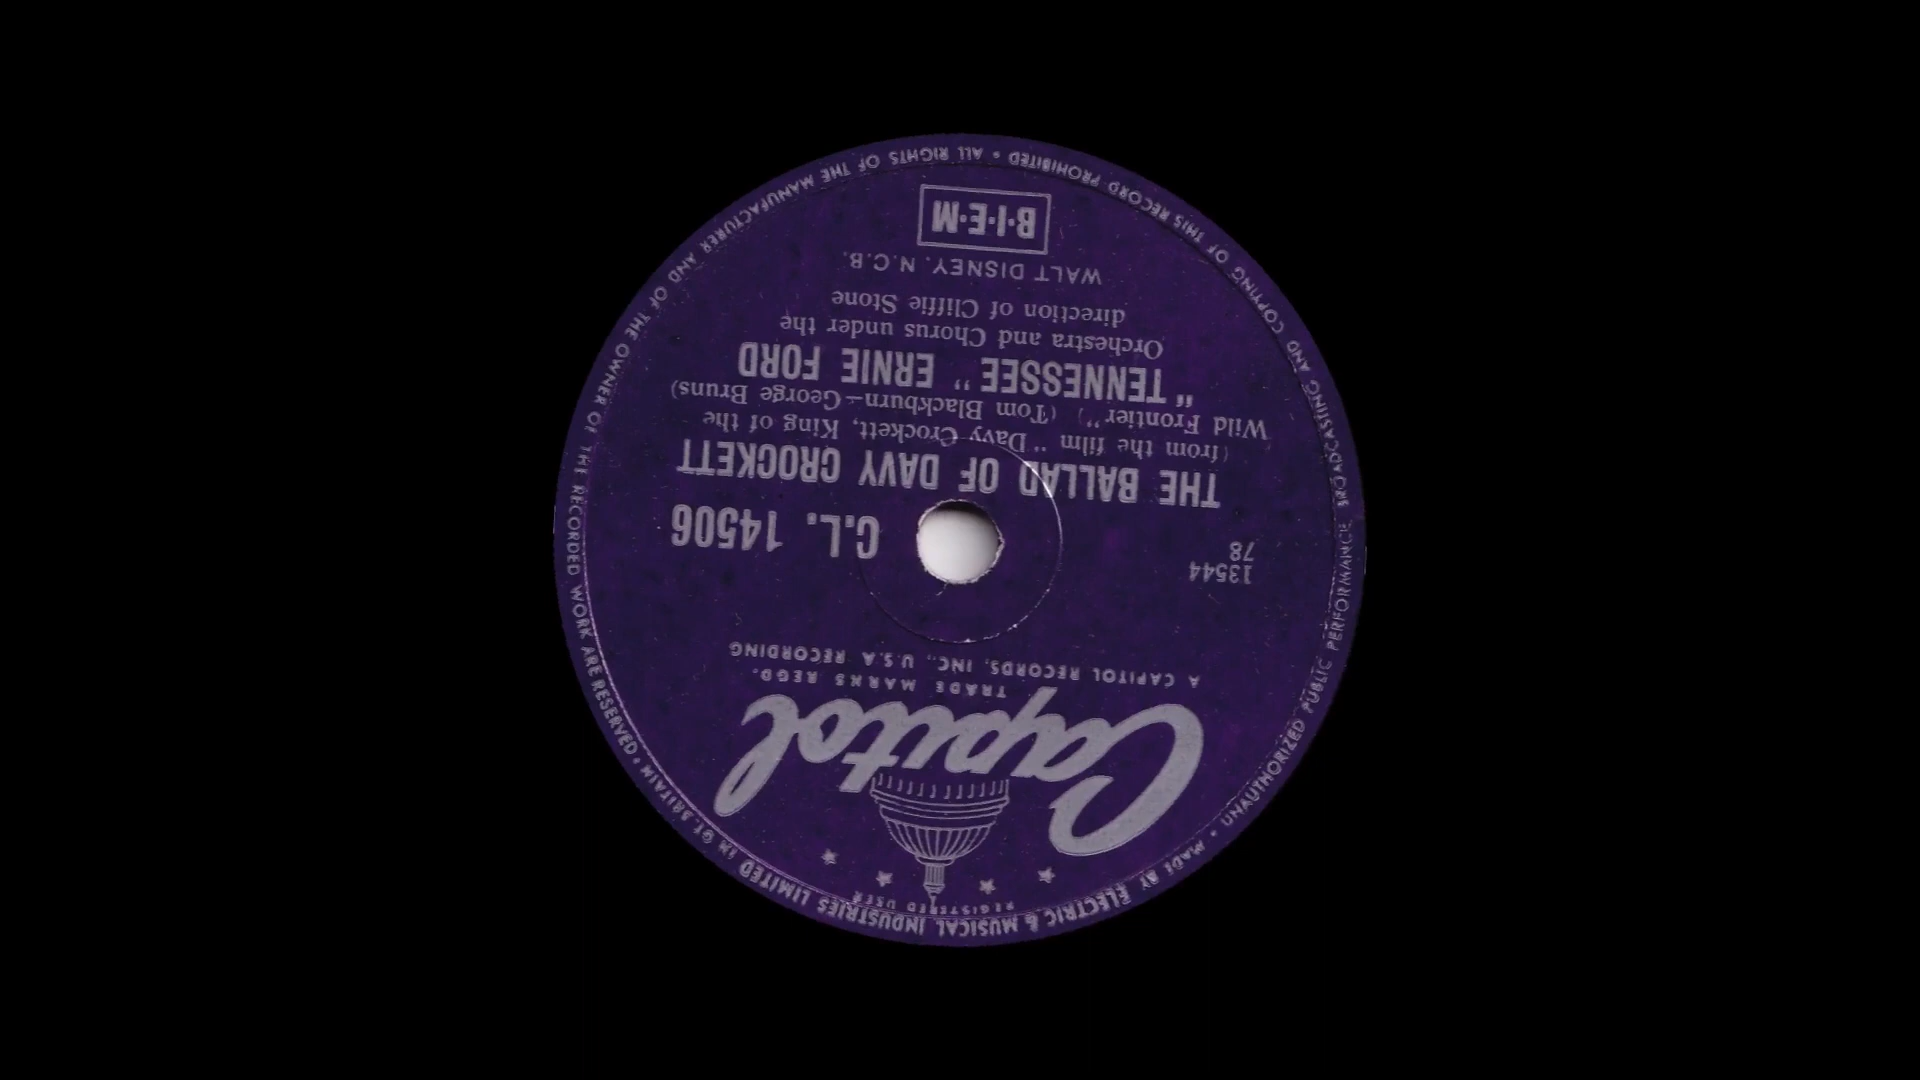 REGISTERED USER
Capitol
TRADE MARKS REGD.
A CAPITOL RECORDS, INC., U.S.A RECORDING
13544
78
C.L. 14506
THE BALLAD OF DAVY CROCKETT
(from the film "Davy Crockett, King of the
Wild Frontier") (Tom Blackburn—George Bruns)
"TENNESSEE" ERNIE FORD
Orchestra and Chorus under the
direction of Cliffie Stone
WALT DISNEY. N.C.B.
B·I·E·M
MADE BY ELECTRIC & MUSICAL INDUSTRIES LIMITED IN GT. BRITAIN • ALL RIGHTS OF THE MANUFACTURER AND OF THE OWNER OF THE RECORDED WORK ARE RESERVED • UNAUTHORIZED PUBLIC PERFORMANCE BROADCASTING AND COPYING OF THIS RECORD PROHIBITED